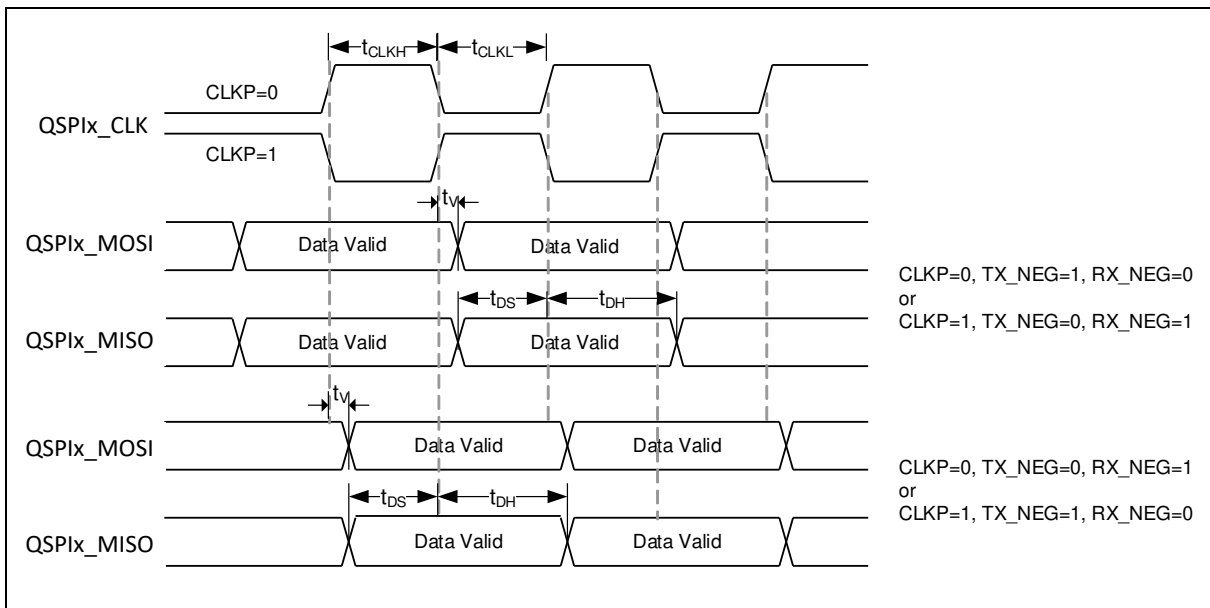 tCLKH tCLKL
CLKP=0
QSPIx_CLK
CLKP=1
tV
QSPIx_MOSI Data Valid Data Valid
CLKP=0, TX_NEG=1, RX_NEG=0
or
CLKP=1, TX_NEG=0, RX_NEG=1
tDS tDH
QSPIx_MISO Data Valid Data Valid
tV
QSPIx_MOSI Data Valid Data Valid
CLKP=0, TX_NEG=0, RX_NEG=1
or
CLKP=1, TX_NEG=1, RX_NEG=0
tDS tDH
QSPIx_MISO Data Valid Data Valid